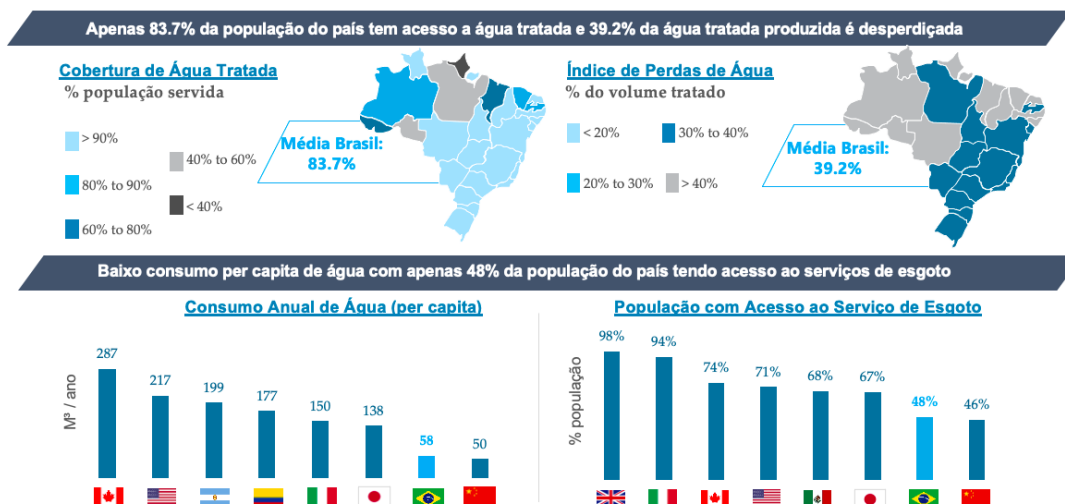 Apenas 83.7% da população do país tem acesso a água tratada e 39.2% da água tratada produzida é desperdiçada
Cobertura de Água Tratada
% população servida
> 90%
80% to 90%
60% to 80%
40% to 60%
< 40%
Média Brasil:
83.7%
Índice de Perdas de Água
% do volume tratado
< 20%
20% to 30%
30% to 40%
> 40%
Média Brasil:
39.2%
Baixo consumo per capita de água com apenas 48% da população do país tendo acesso ao serviços de esgoto
Consumo Anual de Água (per capita)
M³ / ano
287
217
199
177
150
138
58
50
População com Acesso ao Serviço de Esgoto
% população
98%
94%
74%
71%
68%
67%
48%
46%